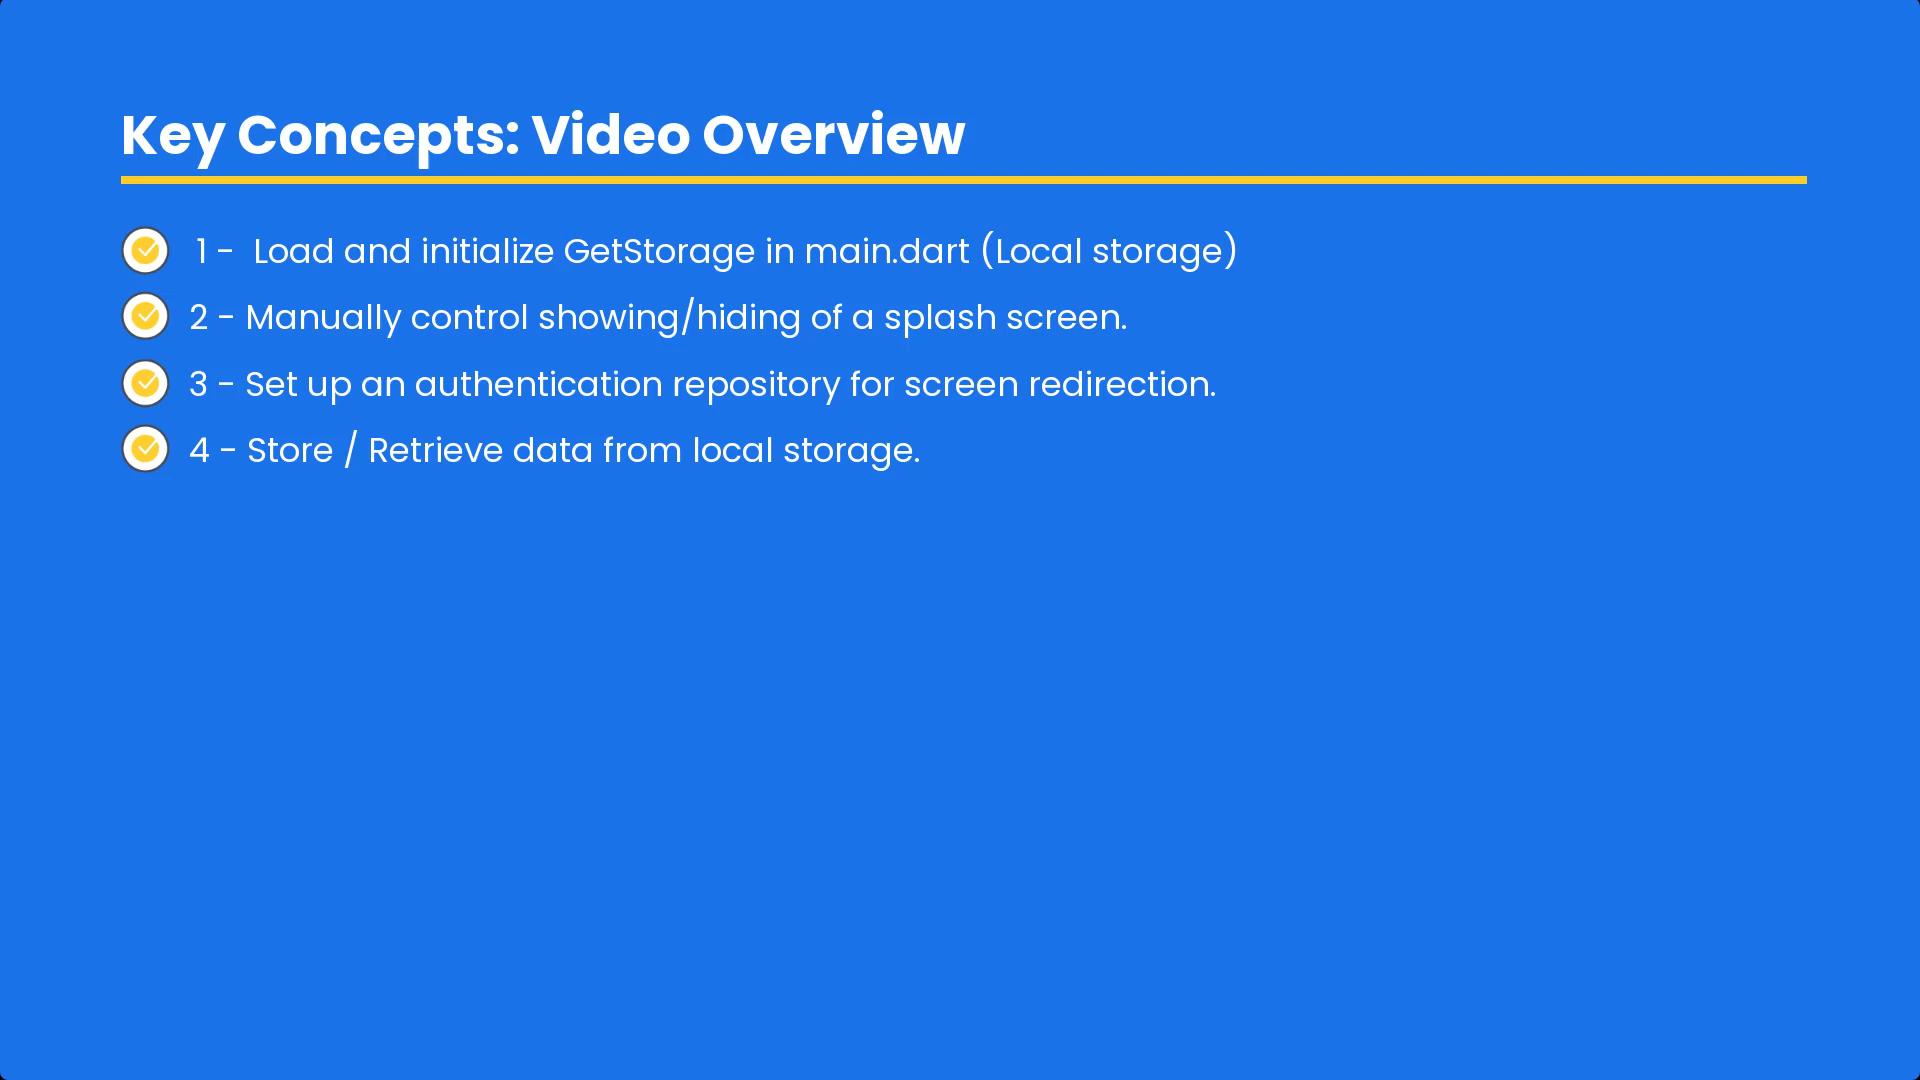 Key Concepts: Video Overview
1 - Load and initialize GetStorage in main.dart (Local storage)
2 - Manually control showing/hiding of a splash screen.
3 - Set up an authentication repository for screen redirection.
4 - Store / Retrieve data from local storage.